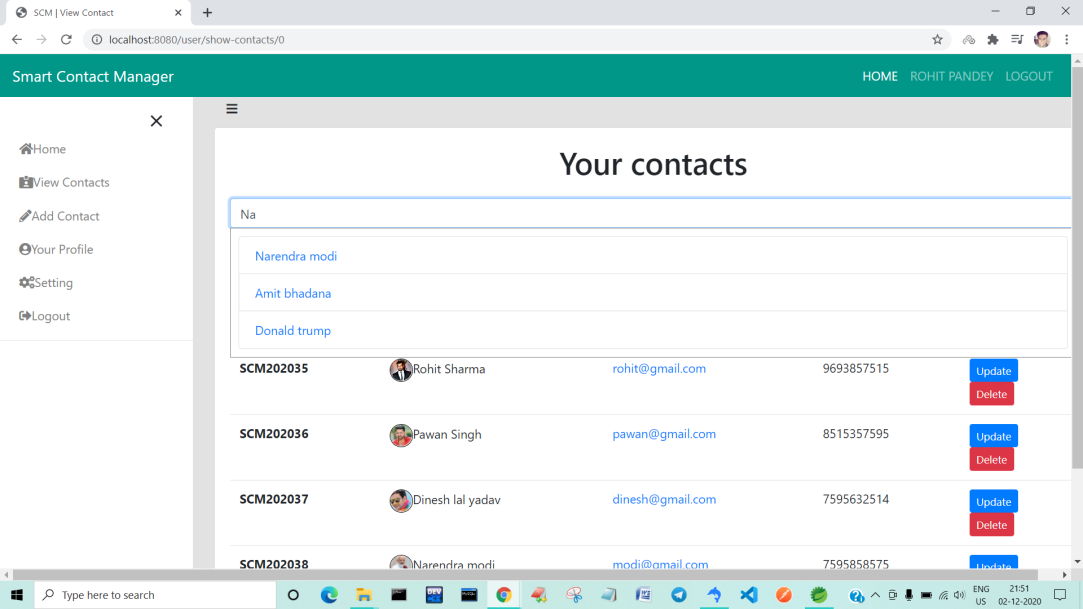 SCM | View Contact
localhost:8080/user/show-contacts/0
Smart Contact Manager
HOME ROHIT PANDEY LOGOUT
Home
View Contacts
Add Contact
Your Profile
Setting
Logout
Your contacts
Na
Narendra modi
Amit bhadana
Donald trump
SCM202035 Rohit Sharma rohit@gmail.com 9693857515 Update
Delete
SCM202036 Pawan Singh pawan@gmail.com 8515357595 Update
Delete
SCM202037 Dinesh lal yadav dinesh@gmail.com 7595632514 Update
Delete
SCM202038 Narendra modi modi@gmail.com 7595858575 Update
Type here to search
DEV
ENG
US
21:51
02-12-2020